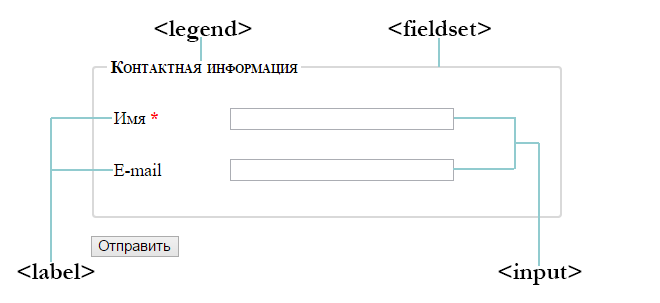 <legend> <fieldset>
Контактная информация
Имя *
E-mail
Отправить
<label> <input>